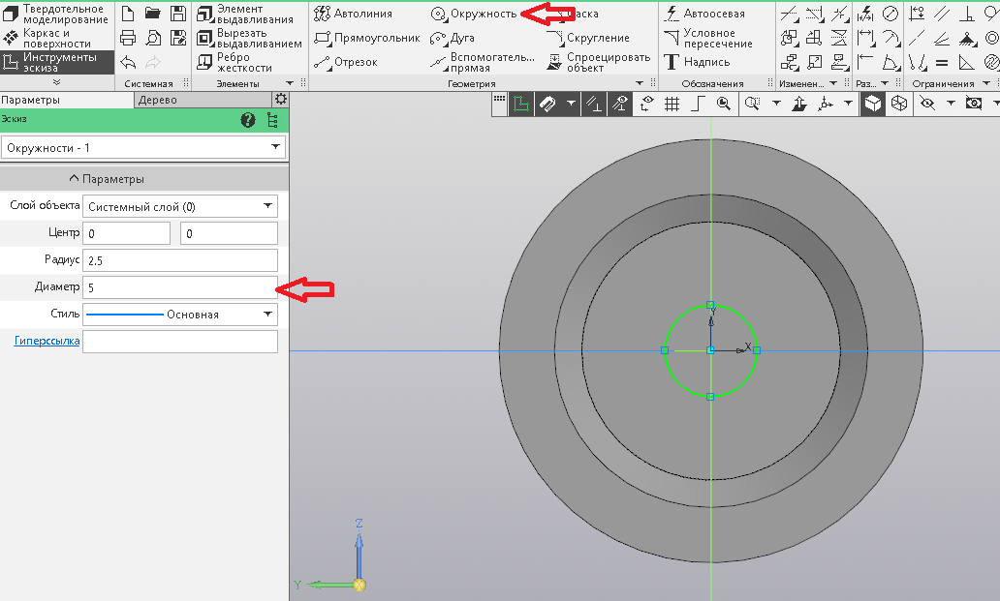 Твердотельное
моделирование
Каркас и
поверхности
Инструменты
эскиза
Системная
Элемент
выдавливания
Вырезать
выдавливанием
Ребро
жесткости
Элементы
Автолиния
Прямоугольник
Отрезок
Окружность
Дуга
Вспомогатель...
прямая
аска
Скругление
Спроецировать
объект
Геометрия
Автоосевая
Условное
пересечение
Надпись
Обозначения
Изменен...
Раз...
Ограничения
Параметры
Дерево
Эскиз
Окружности - 1
Параметры
Слой объекта
Системный слой (0)
Центр
0
0
Радиус
2.5
Диаметр
5
Стиль
Основная
Гиперссылка
Y
X
Z
Y